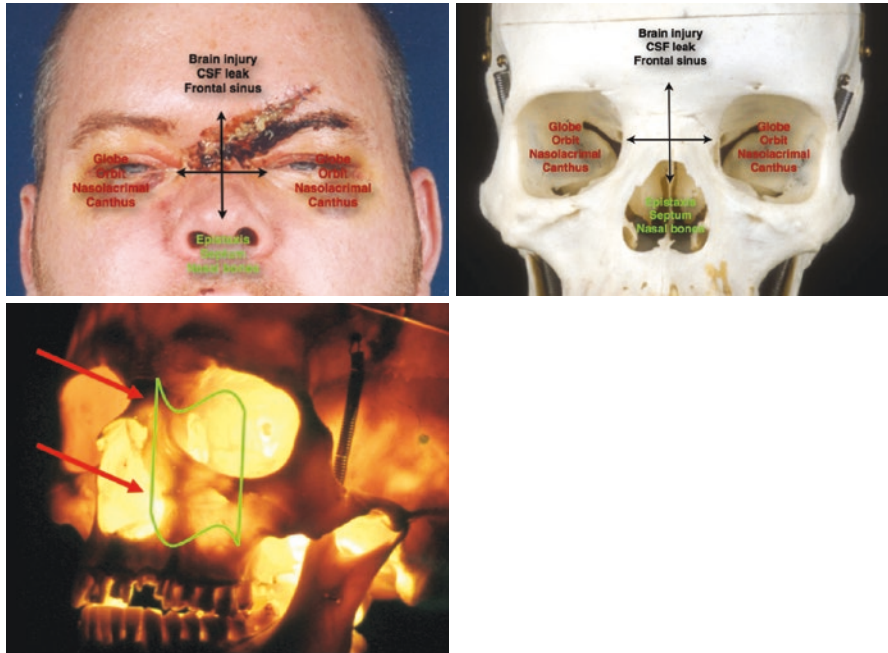 Brain injury
CSF leak
Frontal sinus
Globe
Orbit
Nasolacrimal
Canthus
Globe
Orbit
Nasolacrimal
Canthus
Epistaxis
Septum
Nasal bones
Brain injury
CSF leak
Frontal sinus
Globe
Orbit
Nasolacrimal
Canthus
Globe
Orbit
Nasolacrimal
Canthus
Epistaxis
Septum
Nasal bones